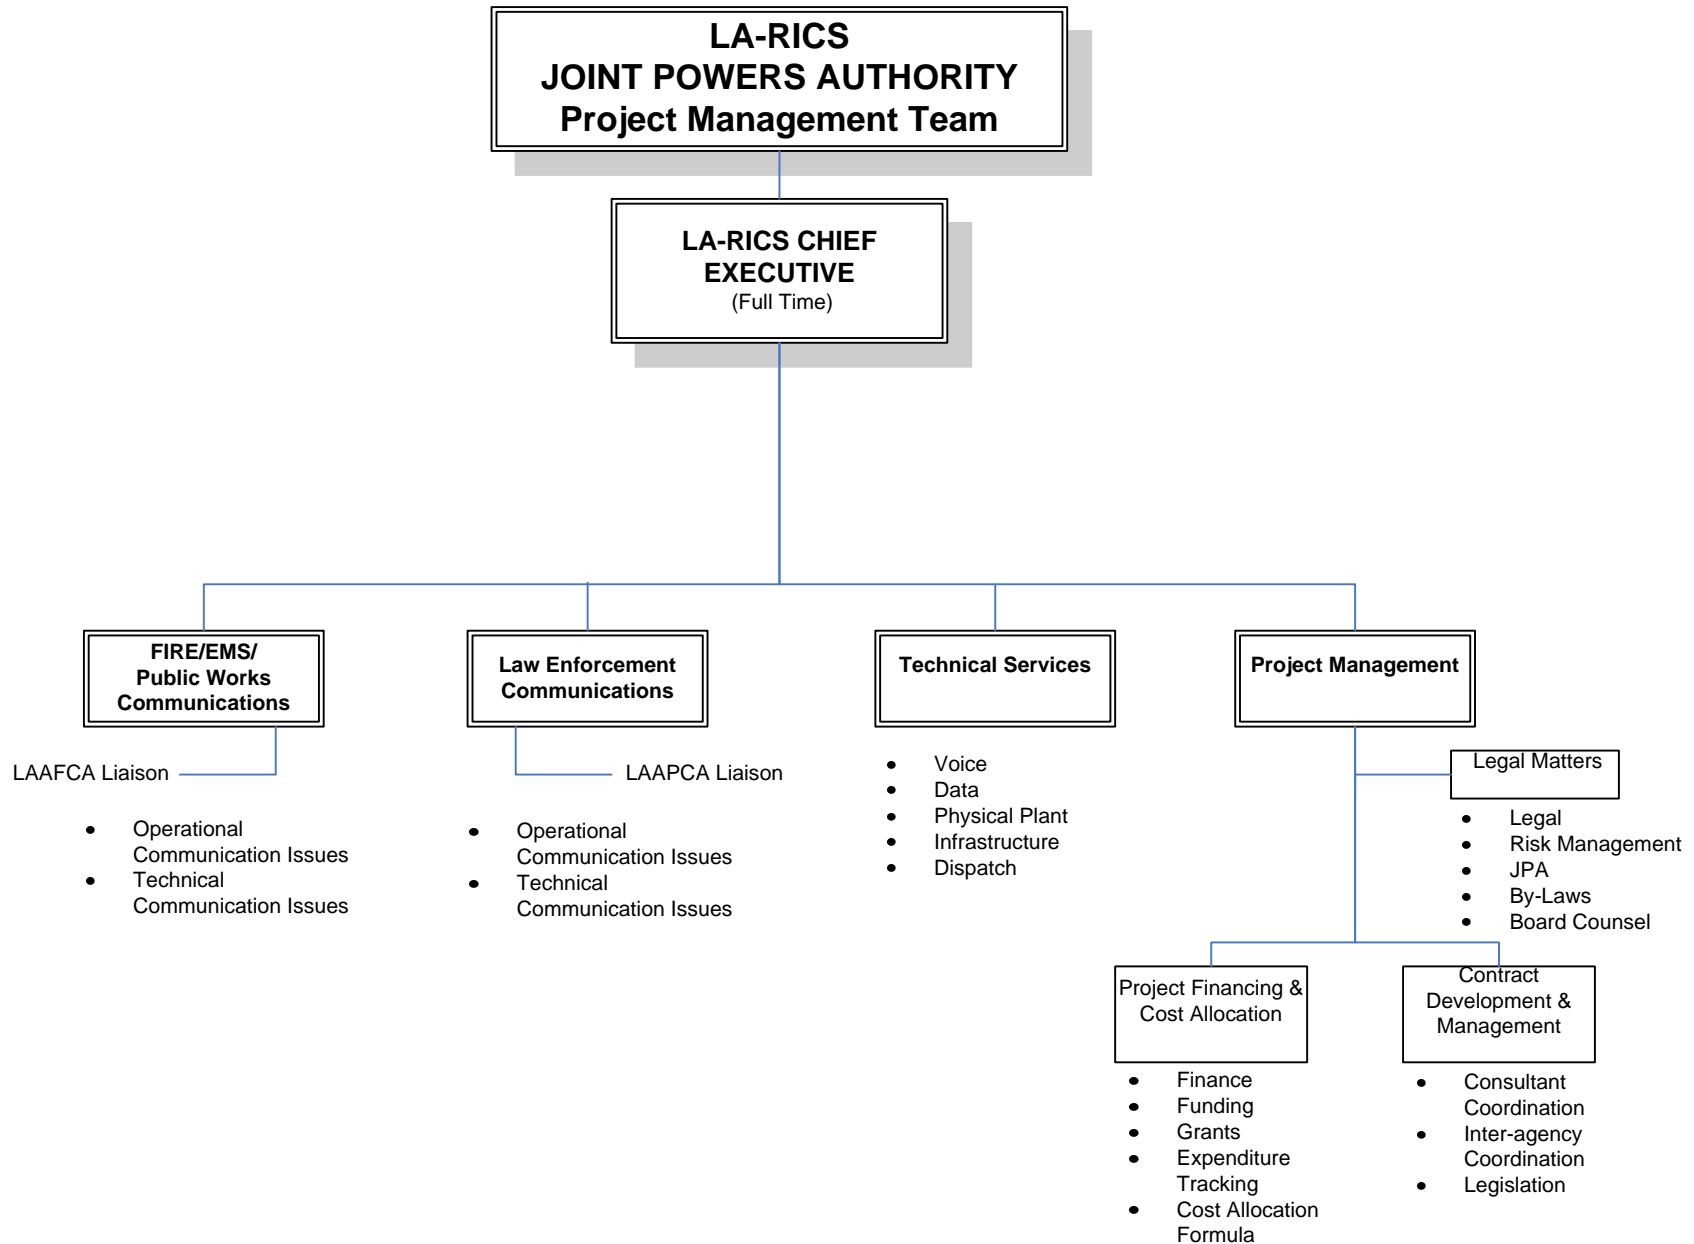 LA-RICS
JOINT POWERS AUTHORITY
Project Management Team
LA-RICS CHIEF
EXECUTIVE
(Full Time)
FIRE/EMS/
Public Works
Communications
LAAFCA Liaison
• Operational
Communication Issues
• Technical
Communication Issues
Law Enforcement
Communications
LAAPCA Liaison
• Operational
Communication Issues
• Technical
Communication Issues
Technical Services
• Voice
• Data
• Physical Plant
• Infrastructure
• Dispatch
Project Management
Legal Matters
• Legal
• Risk Management
• JPA
• By-Laws
• Board Counsel
Project Financing &
Cost Allocation
• Finance
• Funding
• Grants
• Expenditure
Tracking
• Cost Allocation
Formula
Contract
Development &
Management
• Consultant
Coordination
• Inter-agency
Coordination
• Legislation